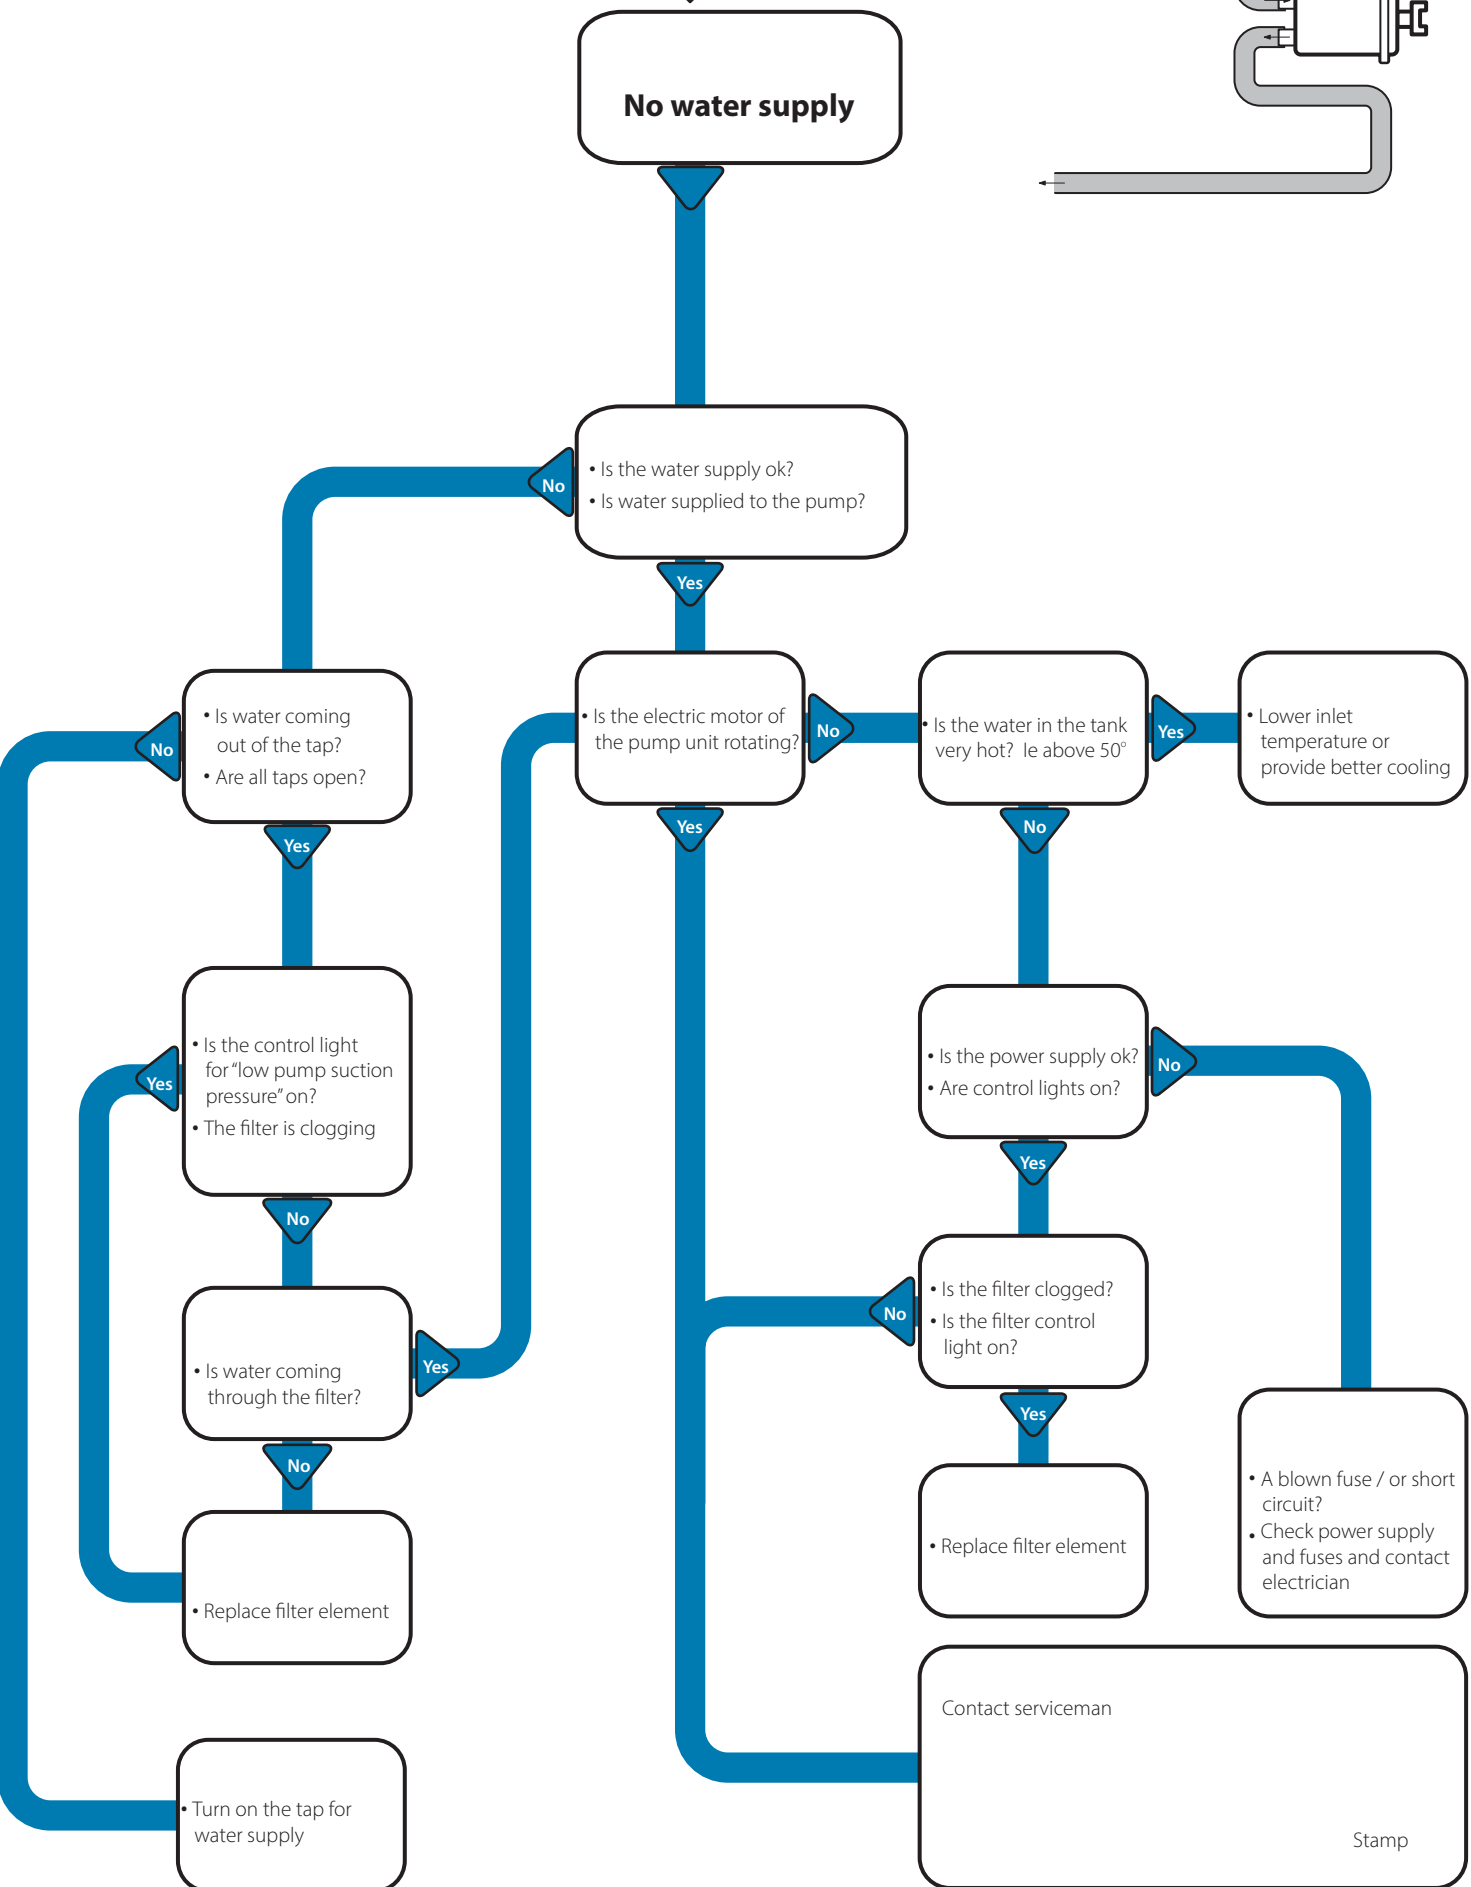 No water supply
• Is the water supply ok?
• Is water supplied to the pump?
No
Yes
• Is water coming
out of the tap?
• Are all taps open?
No
Yes
• Is the electric motor of
the pump unit rotating?
No
Yes
• Is the water in the tank
very hot? Ie above 50°
Yes
No
• Lower inlet
temperature or
provide better cooling
• Is the control light
for "low pump suction
pressure" on?
• The filter is clogging
Yes
No
• Is the power supply ok?
• Are control lights on?
No
Yes
• Is water coming
through the filter?
Yes
No
• Is the filter clogged?
• Is the filter control
light on?
No
Yes
• A blown fuse / or short
circuit?
• Check power supply
and fuses and contact
electrician
• Replace filter element
• Replace filter element
Contact serviceman
Stamp
• Turn on the tap for
water supply